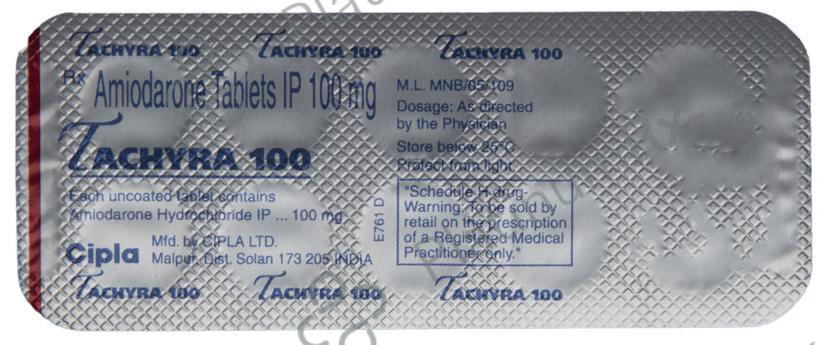 TACHYRA 100 TACHYRA 100 TACHYRA 100
Rx Amiodarone Tablets IP 100 mg
TACHYRA 100
Each uncoated tablet contains
Amiodarone Hydrochloride IP ... 100 mg
Cipla
Mfd. by CIPLA LTD.
Malpur, Dist. Solan 173 205 INDIA
E761 D
M.L. MNB/05/109
Dosage: As directed
by the Physician
Store below 25°C
Protect from light
"Schedule H drug-
Warning: To be sold by
retail on the prescription
of a Registered Medical
Practitioner only."
TACHYRA 100 TACHYRA 100 TACHYRA 100